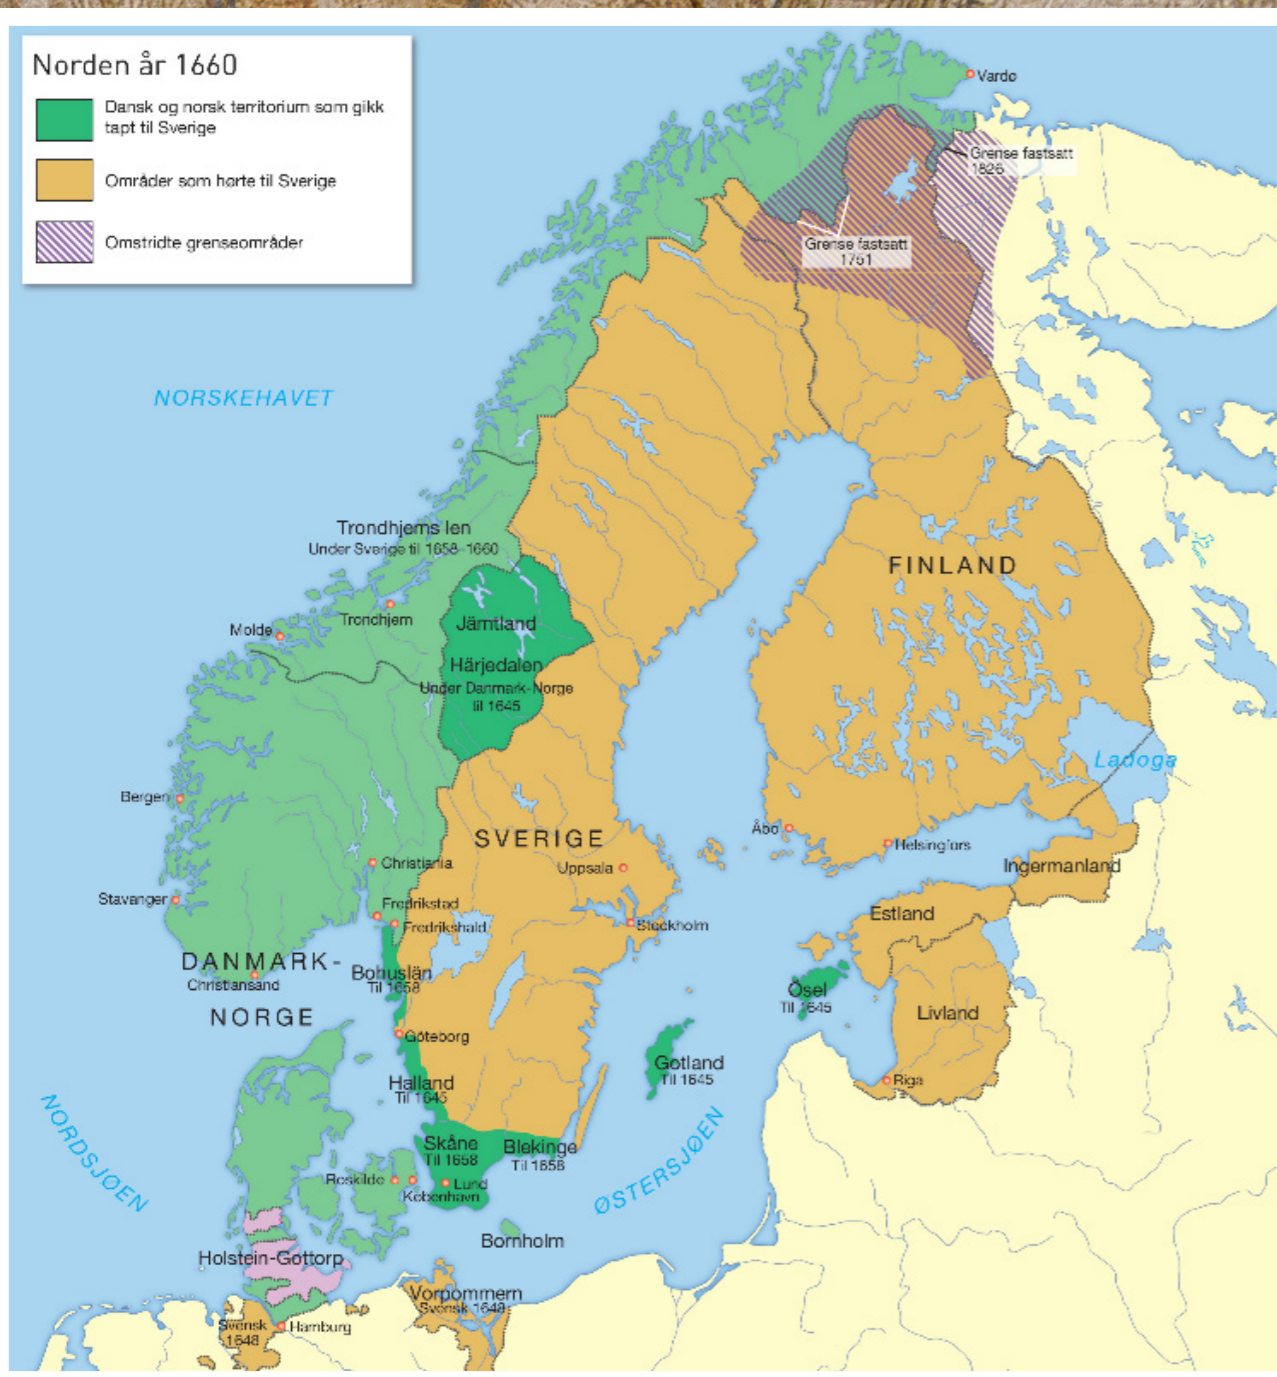 Norden år 1660
Dansk og norsk territorium som gikk
tapt til Sverige
Områder som hørte til Sverige
Omstridte grenseområder
Vardø
Grense fastsatt
1826
Grense fastsatt
1751
NORSKEHAVET
Trondhjems len
Under Sverige til 1658–1660
FINLAND
Trondhjem
Molde
Jämtland
Härjedalen
Under Danmark-Norge
til 1645
Ladoga
Bergen
SVERIGE
Åbo
Helsingfors
Christiania
Uppsala
Ingermanland
Stavanger
Fredrikstad
Fredrikshald
Stockholm
Estland
DANMARK-
Christiansand
NORGE
Bohuslän
Til 1658
Ösel
Til 1645
Livland
Göteborg
Gotland
Til 1645
Riga
Halland
Til 1645
NORDSJØEN
Skåne
Til 1658
Blekinge
Til 1658
ØSTERSJØEN
Roskilde
København
Lund
Bornholm
Holstein-Gottorp
Vorpommern
Svensk 1648
Svensk
1648
Hamburg